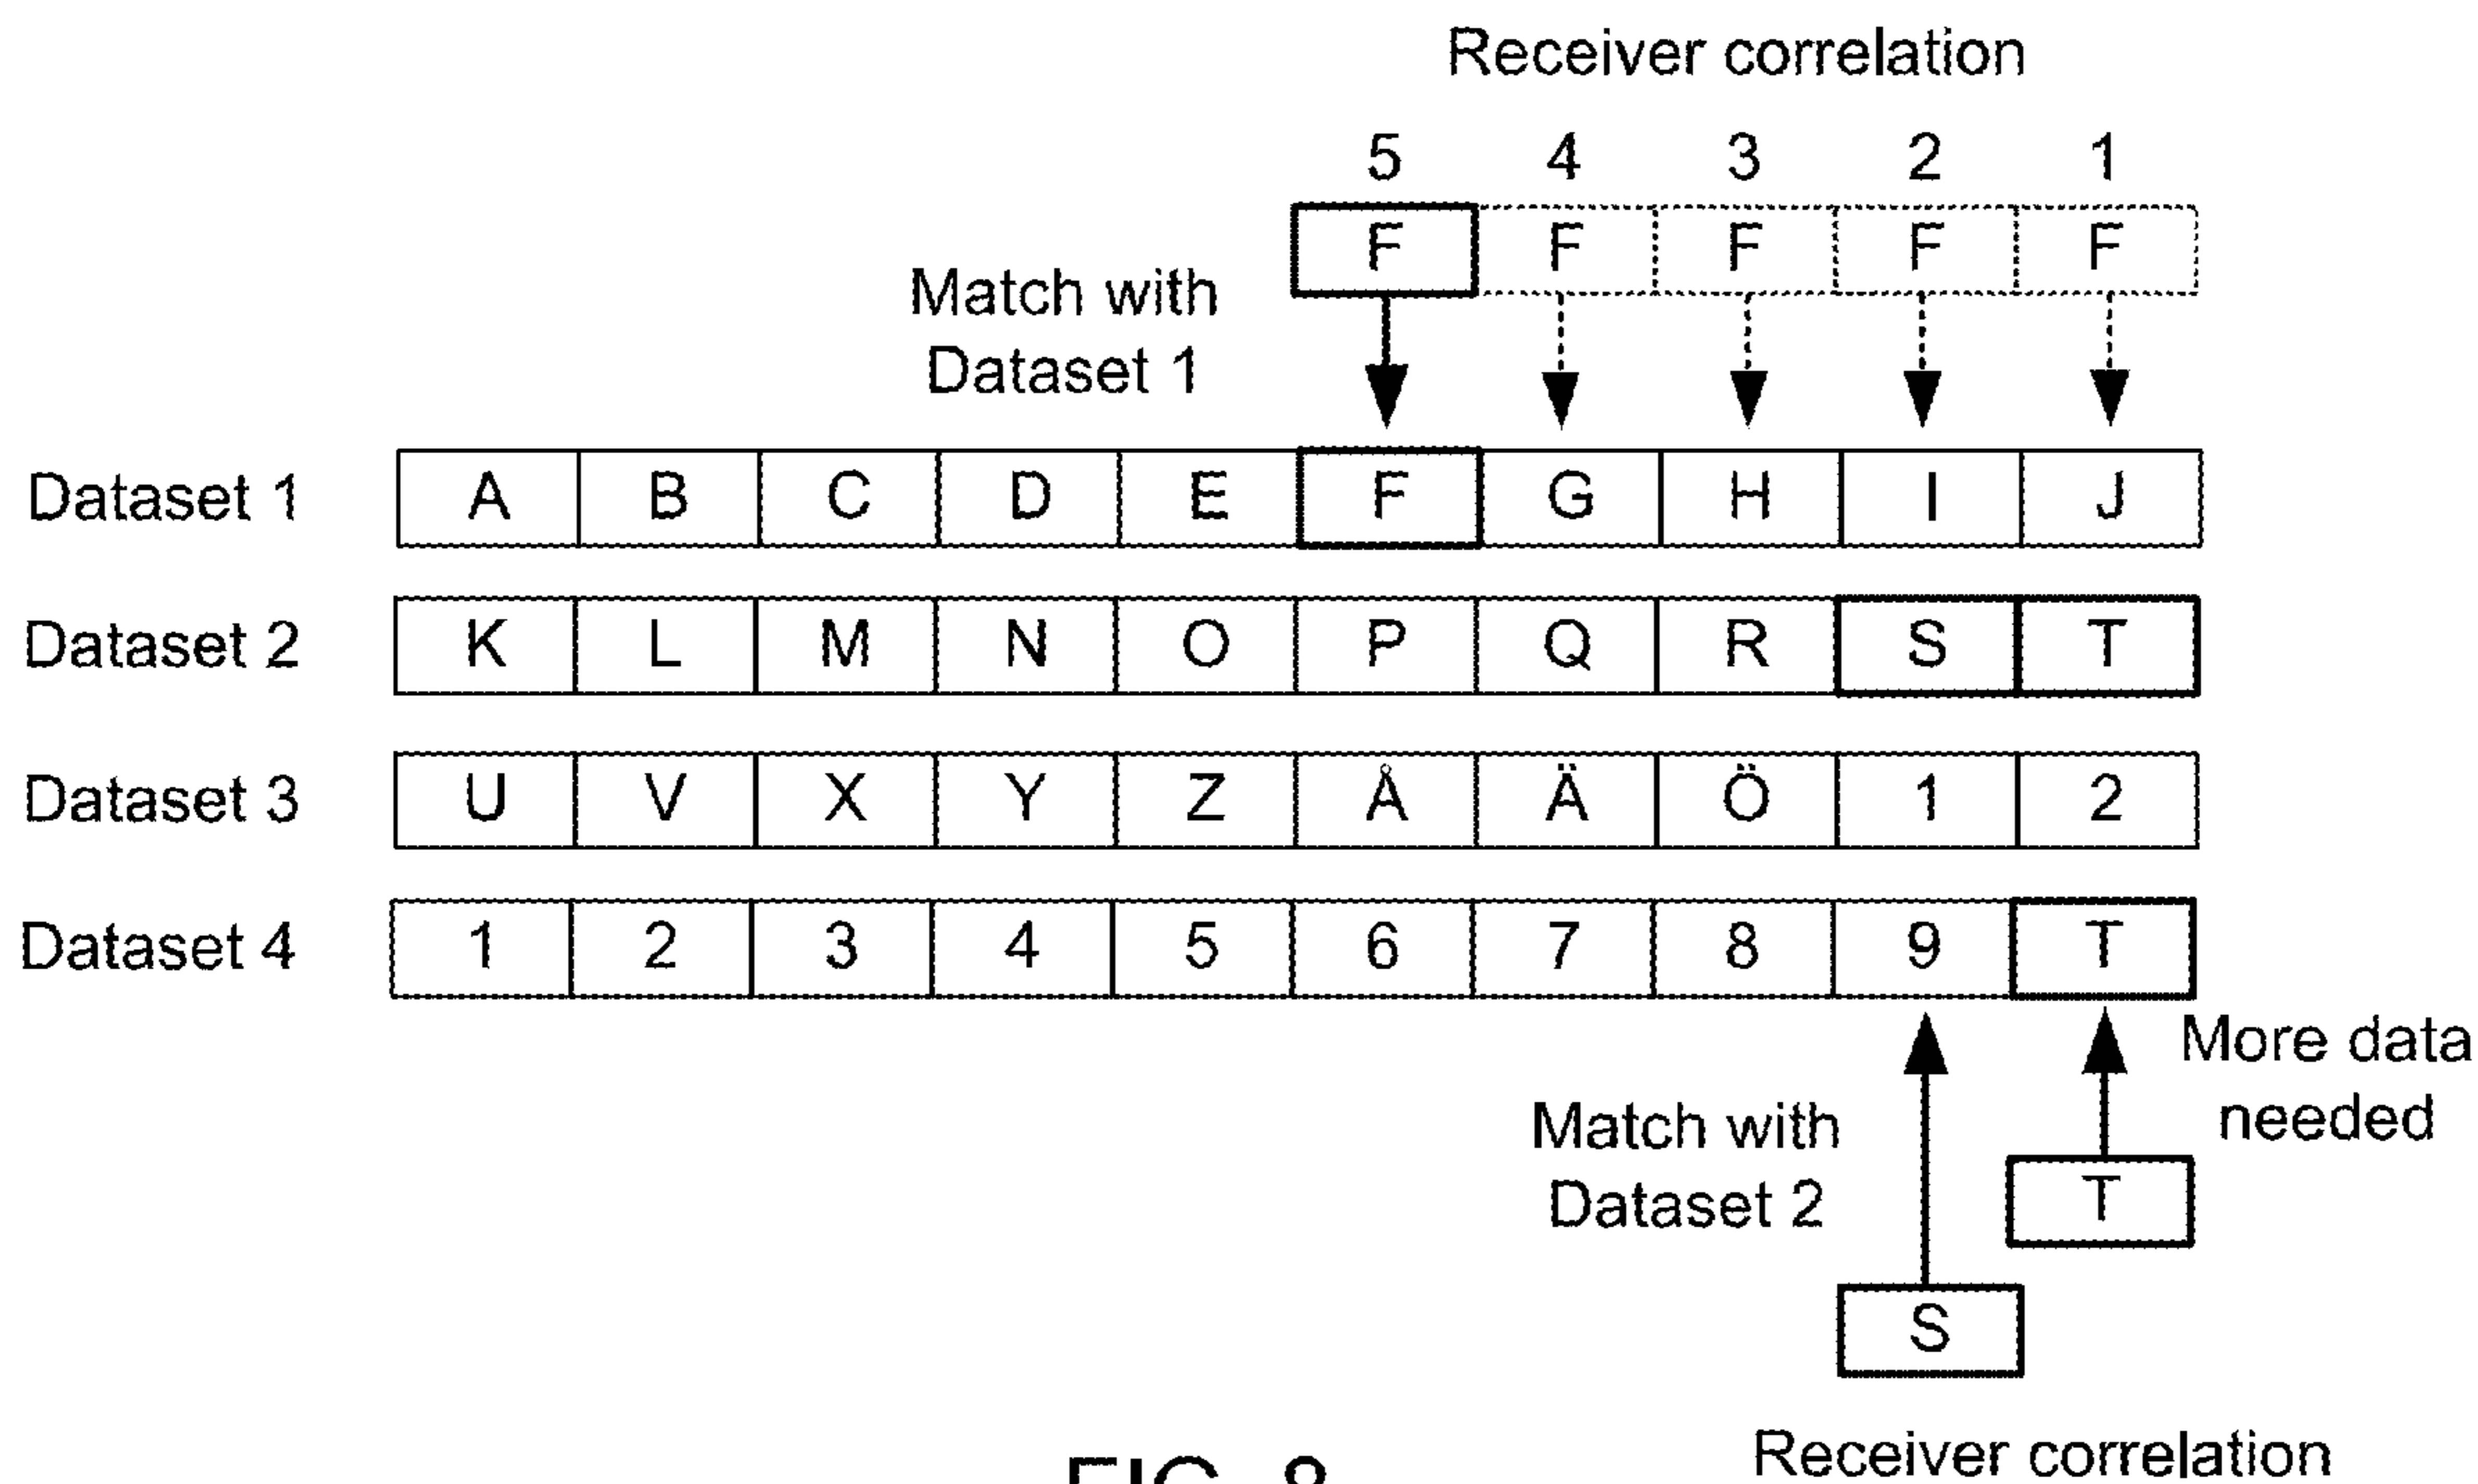 Receiver correlation
5 4 3 2 1
F F F F F
Match with
Dataset 1
Dataset 1 A B C D E F G H I J
Dataset 2 K L M N O P Q R S T
Dataset 3 U V X Y Z Å Ä Ö 1 2
Dataset 4 1 2 3 4 5 6 7 8 9 T
More data
needed
Match with
Dataset 2
T
S
Receiver correlation
FIG. 8